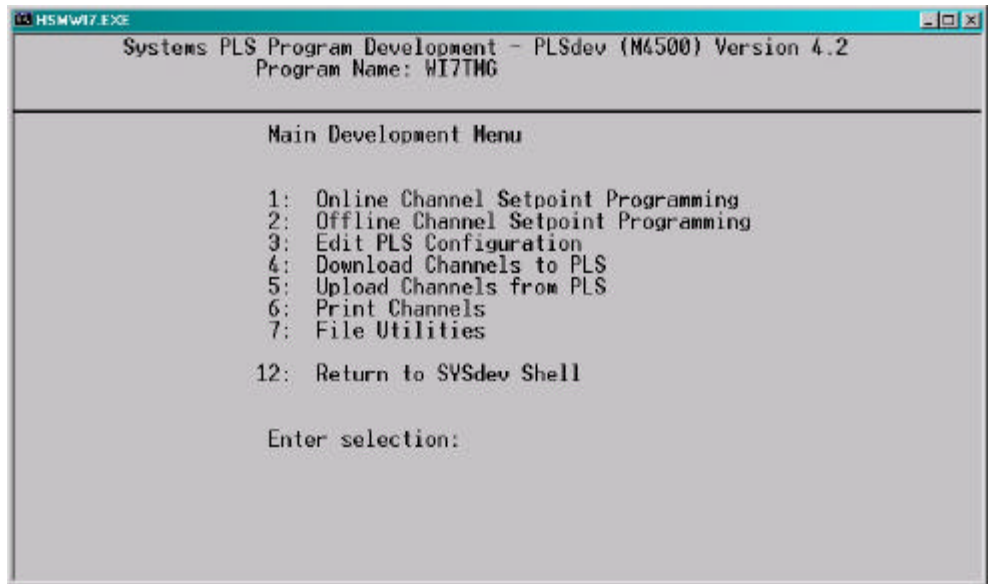 HSMWI7.EXE
Systems PLS Program Development - PLSdev (M4500) Version 4.2
Program Name: WI7TMG
Main Development Menu
1: Online Channel Setpoint Programming
2: Offline Channel Setpoint Programming
3: Edit PLS Configuration
4: Download Channels to PLS
5: Upload Channels from PLS
6: Print Channels
7: File Utilities
12: Return to SYSdev Shell
Enter selection: